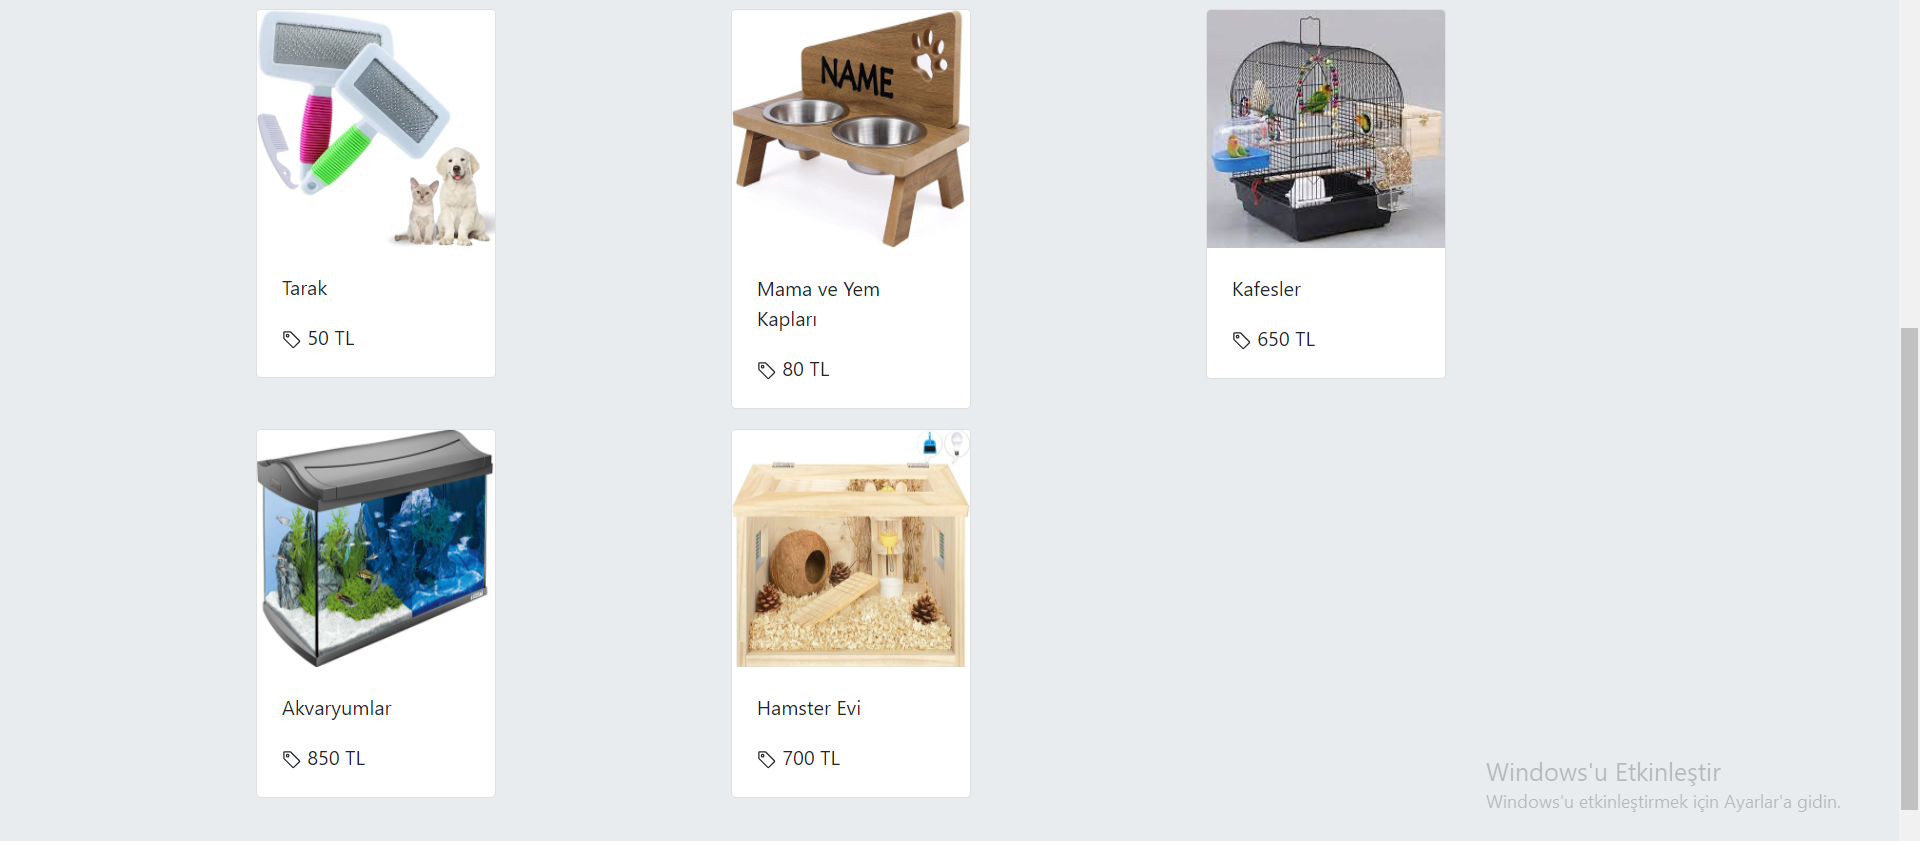 NAME
Tarak
50 TL
Mama ve Yem
Kapları
80 TL
Kafesler
650 TL
Akvaryumlar
850 TL
Hamster Evi
700 TL
Windows'u Etkinleştir
Windows'u etkinleştirmek için Ayarlar'a gidin.